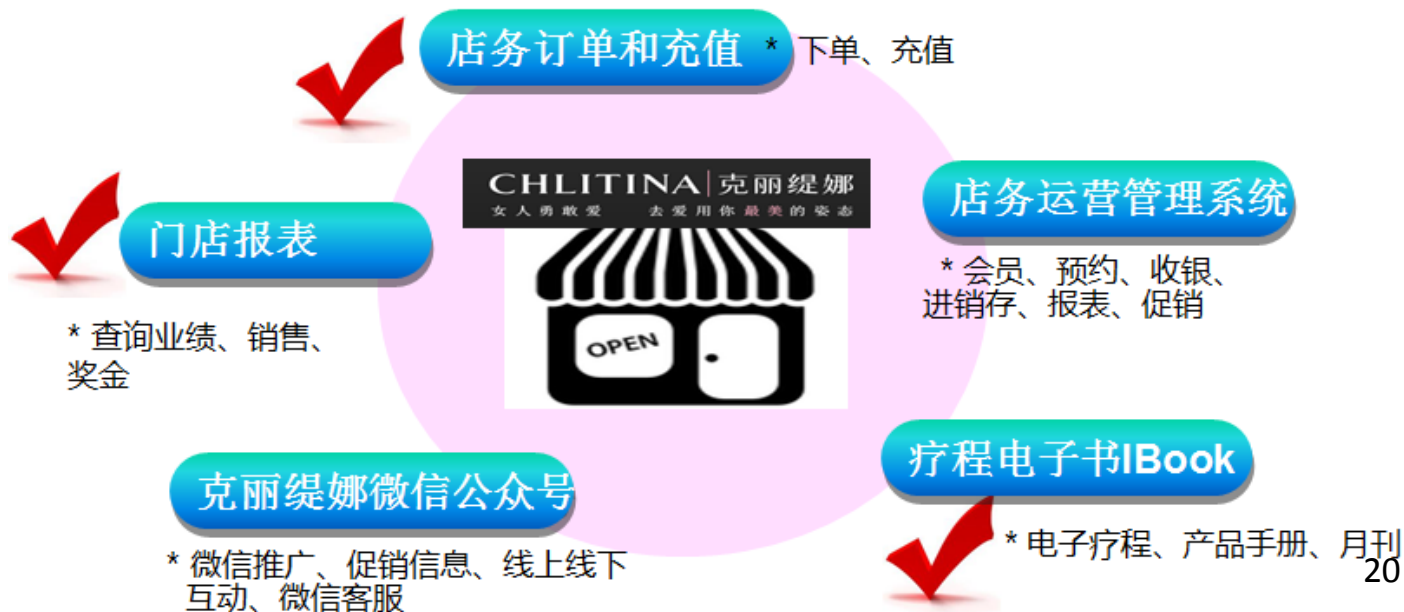 店务订单和充值
* 下单、充值
CHLITINA|克丽缇娜
女人勇敢爱 去爱用你最美的姿态
店务运营管理系统
* 会员、预约、收银、
进销存、报表、促销
门店报表
* 查询业绩、销售、
奖金
OPEN
疗程电子书IBook
* 电子疗程、产品手册、月刊
克丽缇娜微信公众号
* 微信推广、促销信息、线上线下
互动、微信客服
20